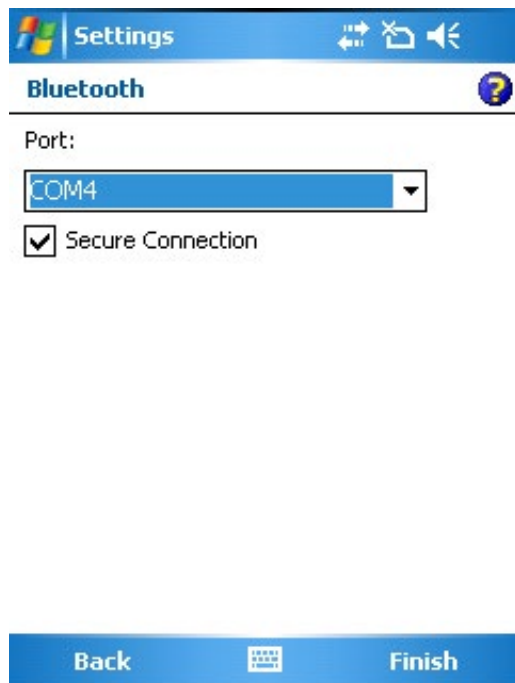 Settings
Bluetooth
Port:
COM4
Secure Connection
Back Finish